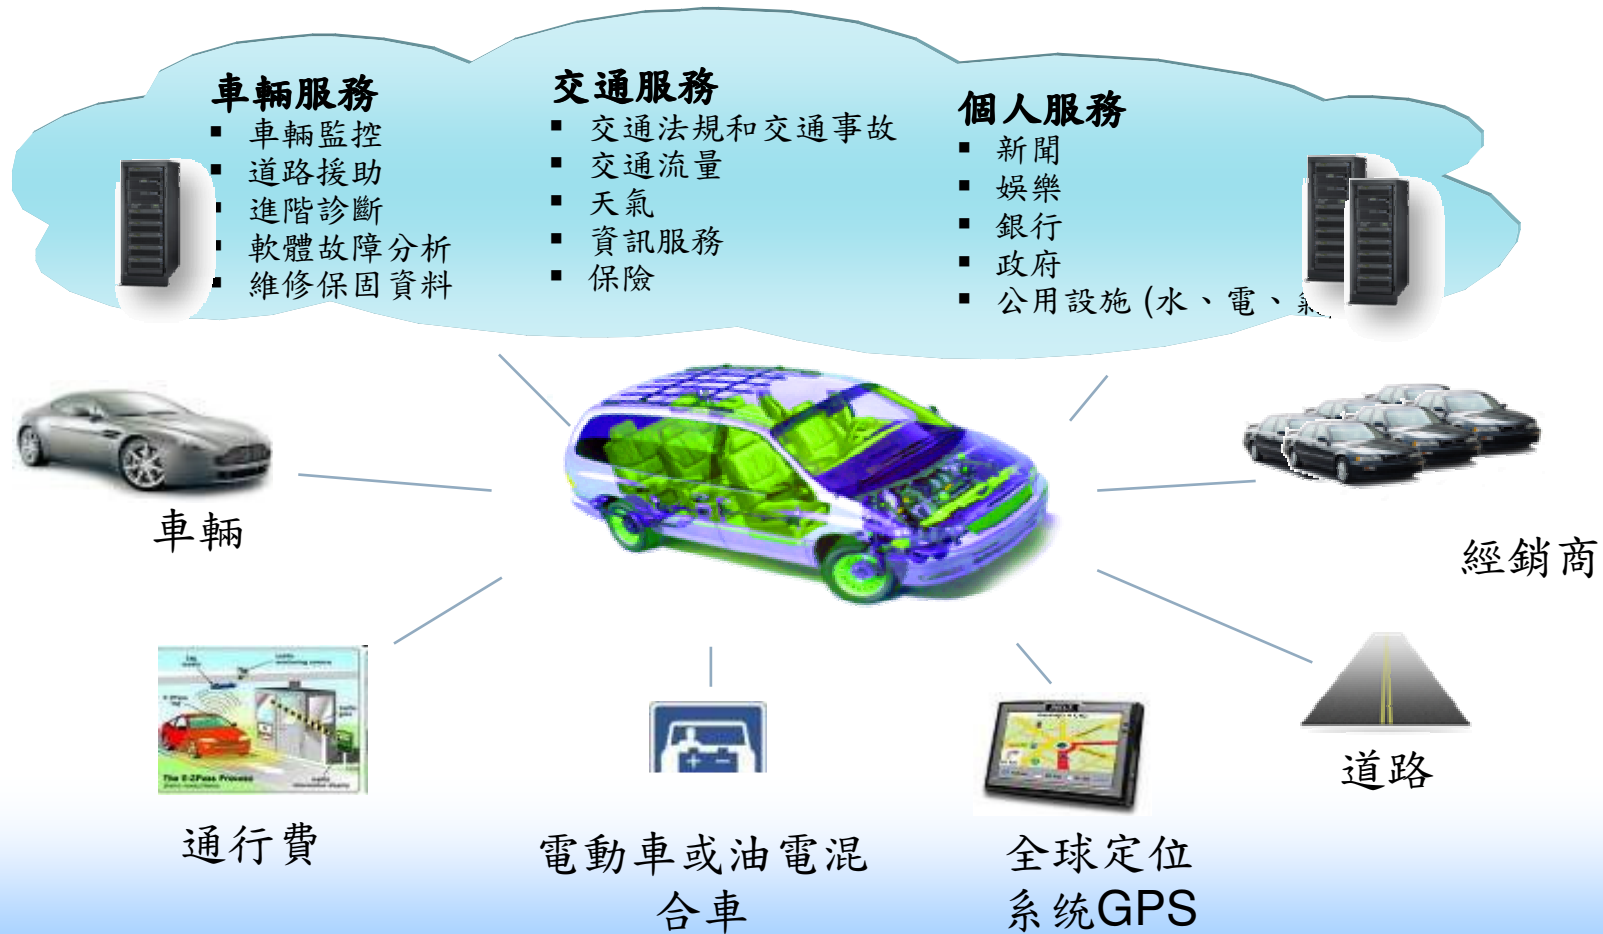 車輛服務
▪ 車輛監控
▪ 道路援助
▪ 進階診斷
▪ 軟體故障分析
▪ 維修保固資料
交通服務
▪ 交通法規和交通事故
▪ 交通流量
▪ 天氣
▪ 資訊服務
▪ 保險
個人服務
▪ 新聞
▪ 娛樂
▪ 銀行
▪ 政府
▪ 公用設施 (水、電、氣
車輛
經銷商
The E-ZPass Process
道路
通行費
電動車或油電混
合車
全球定位
系统GPS